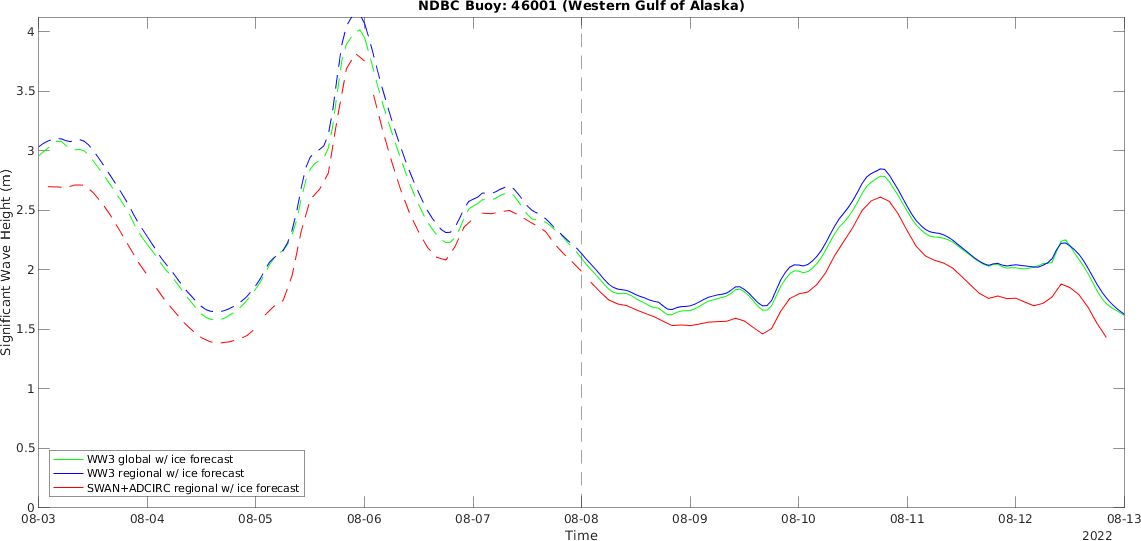 NDBC Buoy: 46001 (Western Gulf of Alaska)
4
3.5
3
2.5
2
1.5
1
0.5
0
Significant Wave Height (m)
WW3 global w/ ice forecast
WW3 regional w/ ice forecast
SWAN+ADCIRC regional w/ ice forecast
08-03 08-04 08-05 08-06 08-07 08-08 08-09 08-10 08-11 08-12 08-13
Time
2022